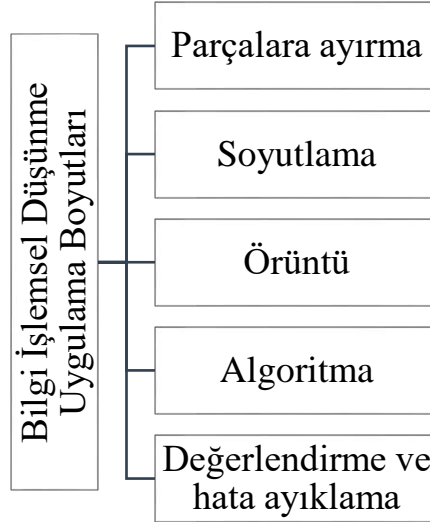 Bilgi İşlemsel Düşünme
Uygulama Boyutları
Parçalara ayırma
Soyutlama
Örüntü
Algoritma
Değerlendirme ve
hata ayıklama